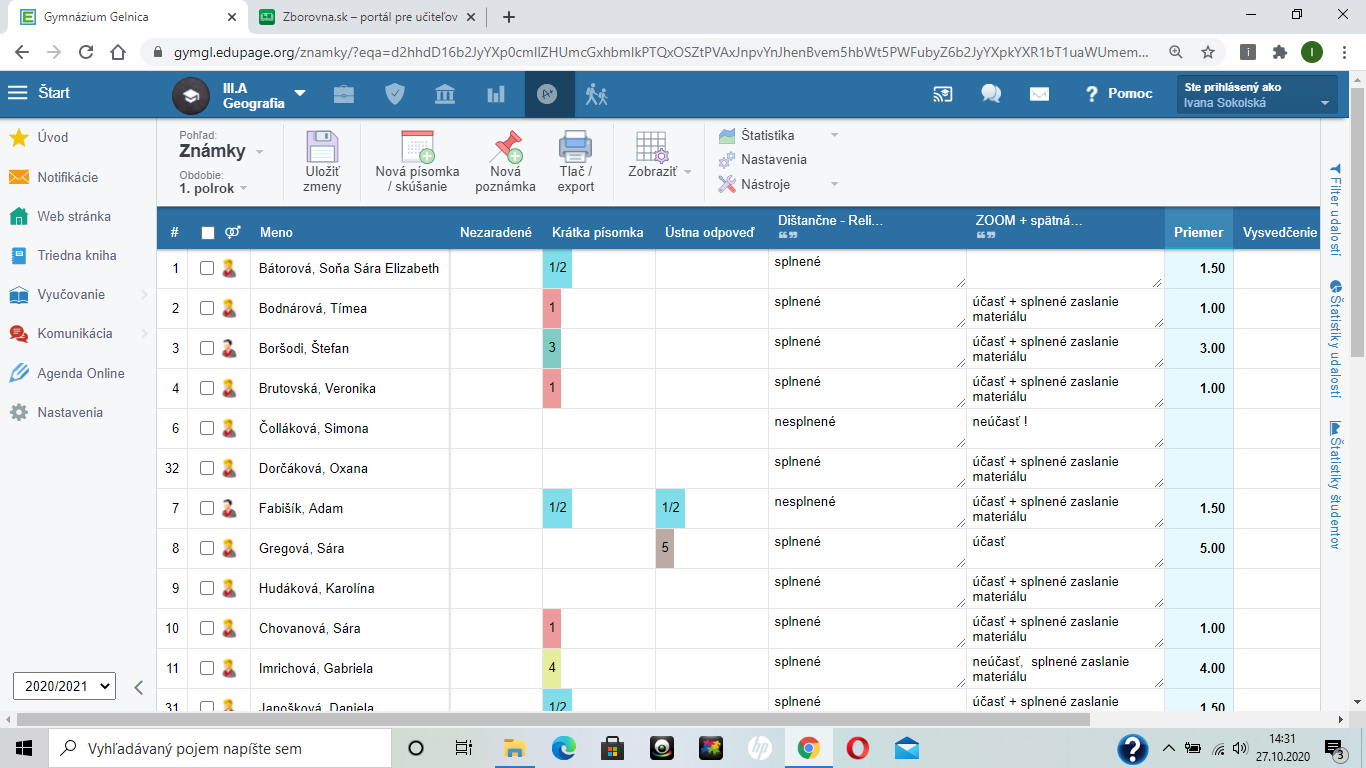 Gymnázium Gelnica
Zborovna.sk – portál pre učiteľov
gymgl.edupage.org/znamky/?eqa=
Štart
III.A
Geografia
Pomoc
Ste prihlásený ako
Ivana Sokolská
Úvod
Notifikácie
Web stránka
Triedna kniha
Vyučovanie
Komunikácia
Agenda Online
Nastavenia
2020/2021
Pohľad:
Známky
Obdobie:
1. polrok
Uložiť
zmeny
Nová písomka
/ skúšanie
Nová
poznámka
Tlač /
export
Zobraziť
Štatistika
Nastavenia
Nástroje
# Meno Nezaradené Krátka písomka Ústna odpoveď Dištančne - Reli... ZOOM + spätná... Priemer Vysvedčenie
1 Bátorová, Soňa Sára Elizabeth 1/2 splnené 1.50
2 Bodnárová, Tímea 1 splnené účasť + splnené zaslanie
materiálu 1.00
3 Boršodi, Štefan 3 splnené účasť + splnené zaslanie
materiálu 3.00
4 Brutovská, Veronika 1 splnené účasť + splnené zaslanie
materiálu 1.00
6 Čolláková, Simona nesplnené neúčasť !
32 Dorčáková, Oxana splnené účasť + splnené zaslanie
materiálu
7 Fabišík, Adam 1/2 1/2 nesplnené účasť + splnené zaslanie
materiálu 1.50
8 Gregová, Sára 5 splnené účasť 5.00
9 Hudáková, Karolína splnené účasť + splnené zaslanie
materiálu
10 Chovanová, Sára 1 splnené účasť + splnené zaslanie
materiálu 1.00
11 Imrichová, Gabriela 4 splnené neúčasť, splnené zaslanie
materiálu 4.00
31 Janošková, Daniela 1/2 splnené účasť + splnené zaslanie 1.50
Filter udalostí
Štatistiky udalostí
Štatistiky študentov
Vyhľadávaný pojem napíšte sem
14:31
27.10.2020
3